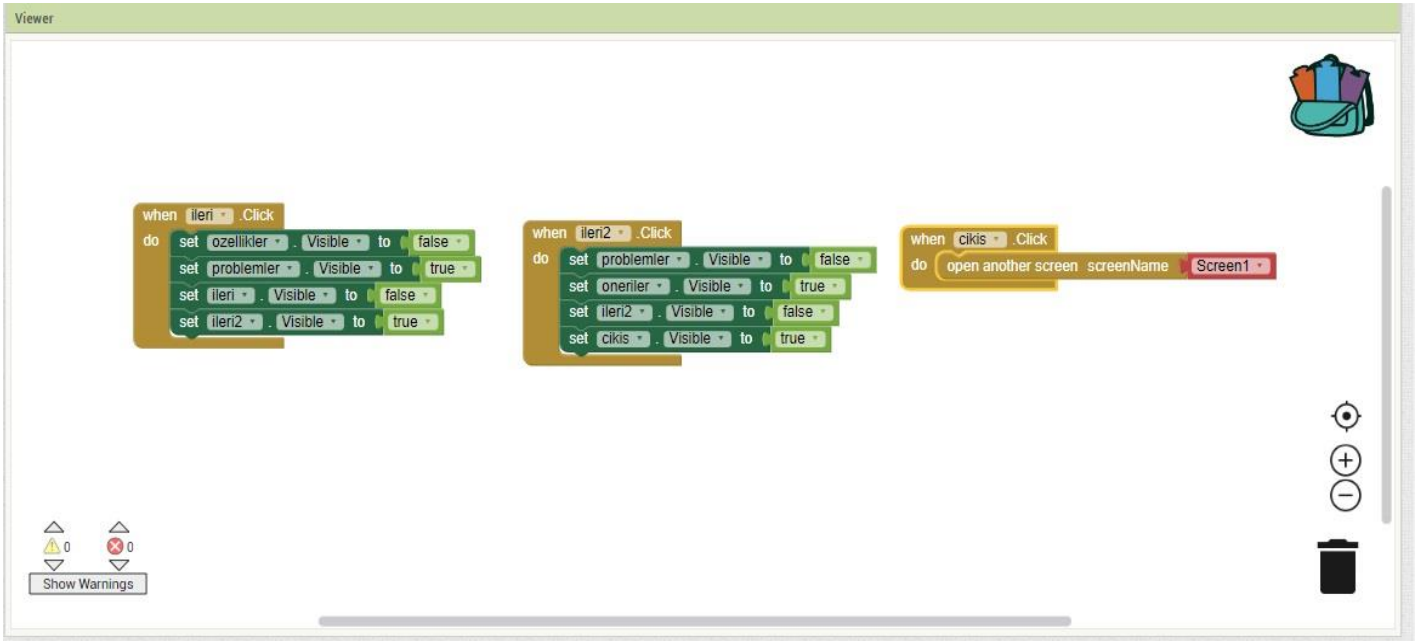 Viewer
when ileri .Click
do set ozellikler . Visible to false
set problemler . Visible to true
set ileri . Visible to false
set ileri2 . Visible to true
when ileri2 .Click
do set problemler . Visible to false
set oneriler . Visible to true
set ileri2 . Visible to false
set cikis . Visible to true
when cikis .Click
do open another screen screenName Screen1
0 0
Show Warnings